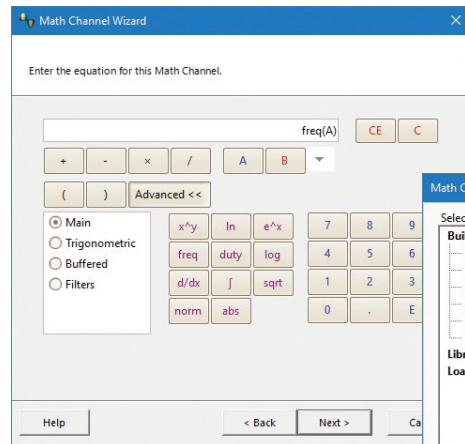 Math Channel Wizard
Enter the equation for this Math Channel.
freq(A)
CE C
+ - × / A B
( ) Advanced <<
Main
Trigonometric
Buffered
Filters
x^y ln e^x
freq duty log
d/dx ∫ sqrt
norm abs
7 8 9
4 5 6
1 2 3
0 . E
Help < Back Next >